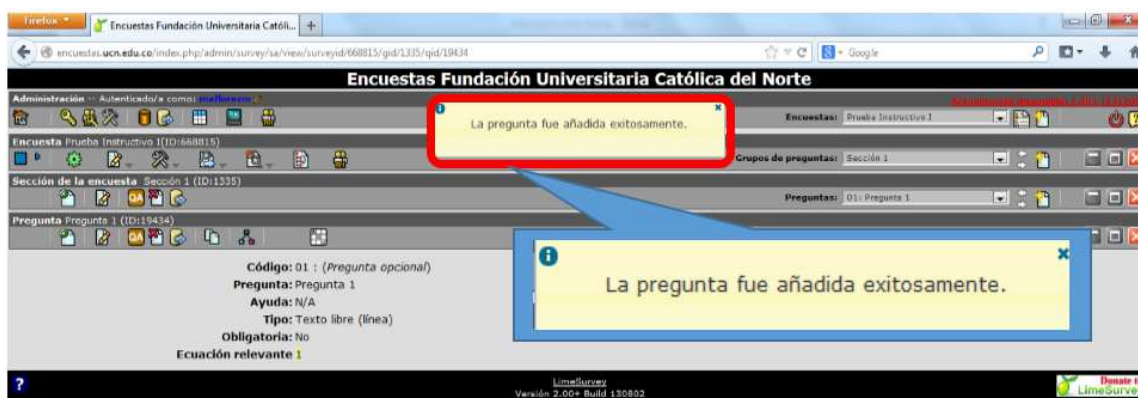 Firefox
Encuestas Fundación Universitaria Católi...
encuestas.ucn.edu.co/index.php/admin/survey/sa/view/surveyid/668815/gid/1335/qid/19434
Google
Encuestas Fundación Universitaria Católica del Norte
Administración -- Autenticado/a como:
La pregunta fue añadida exitosamente.
Encuestas: Prueba Instructivo I
Encuesta Prueba Instructivo I(ID:668815)
Grupos de preguntas: Sección 1
Sección de la encuesta Sección 1 (ID:1335)
Preguntas: 01: Pregunta 1
Pregunta Pregunta 1 (ID:19434)
La pregunta fue añadida exitosamente.
Código: 01 : (Pregunta opcional)
Pregunta: Pregunta 1
Ayuda: N/A
Tipo: Texto libre (línea)
Obligatoria: No
Ecuación relevante 1
LimeSurvey
Versión 2.00+ Build 130802
Donate
LimeSurve